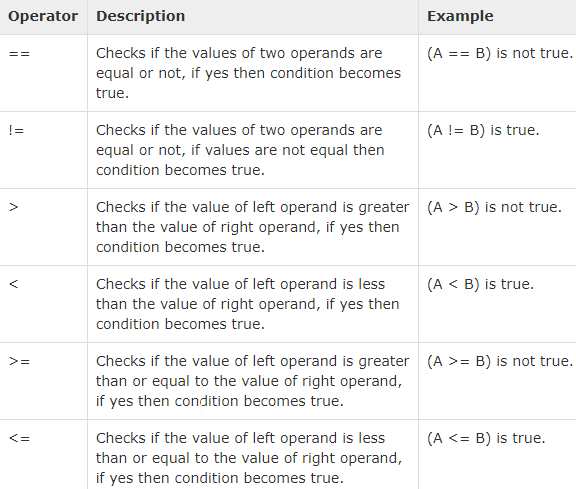 Operator Description Example
== Checks if the values of two operands are (A == B) is not true.
equal or not, if yes then condition becomes
true.
!= Checks if the values of two operands are (A != B) is true.
equal or not, if values are not equal then
condition becomes true.
> Checks if the value of left operand is greater (A > B) is not true.
than the value of right operand, if yes then
condition becomes true.
< Checks if the value of left operand is less (A < B) is true.
than the value of right operand, if yes then
condition becomes true.
>= Checks if the value of left operand is greater (A >= B) is not true.
than or equal to the value of right operand,
if yes then condition becomes true.
<= Checks if the value of left operand is less (A <= B) is true.
than or equal to the value of right operand,
if yes then condition becomes true.